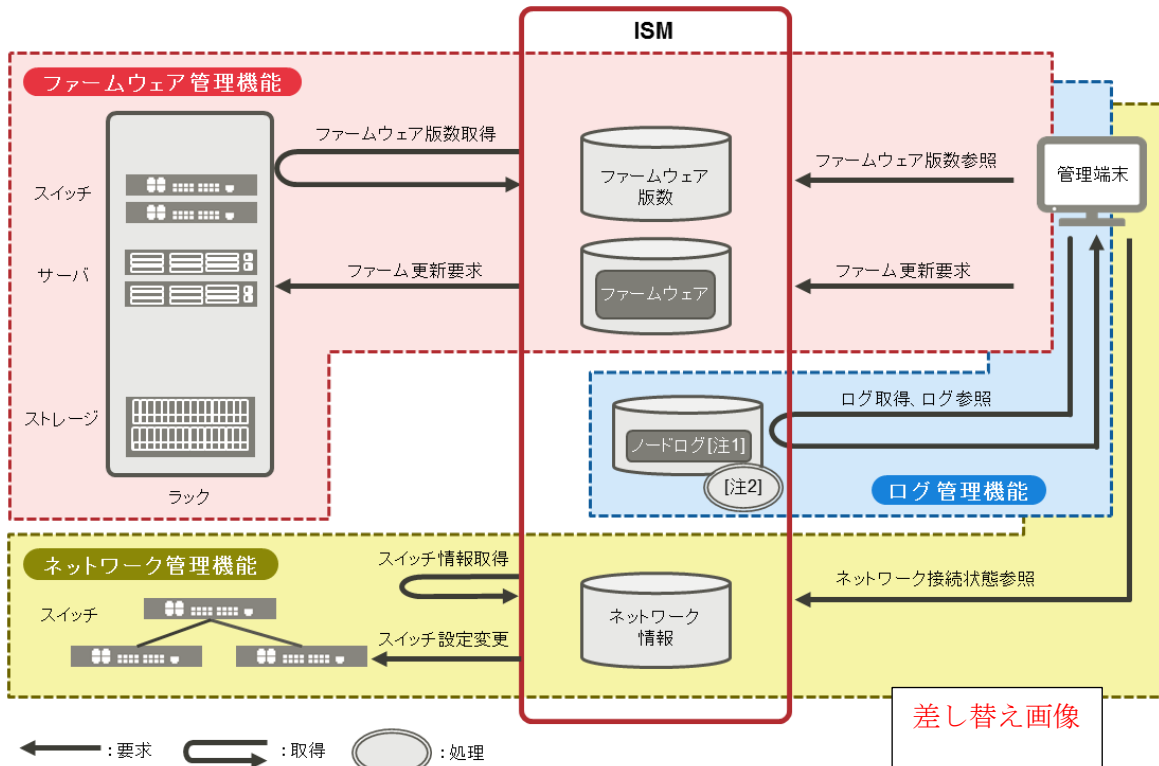 ISM
ファームウェア管理機能
ファームウェア版数取得
ファームウェア
版数
ファームウェア版数参照
管理端末
スイッチ
サーバ
ファーム更新要求
ファームウェア
ファーム更新要求
ストレージ
ラック
ログ取得、ログ参照
ノードログ[注1]
[注2]
ログ管理機能
ネットワーク管理機能
スイッチ情報取得
ネットワーク
情報
ネットワーク接続状態参照
スイッチ
スイッチ設定変更
差し替え画像
:要求
:取得
:処理